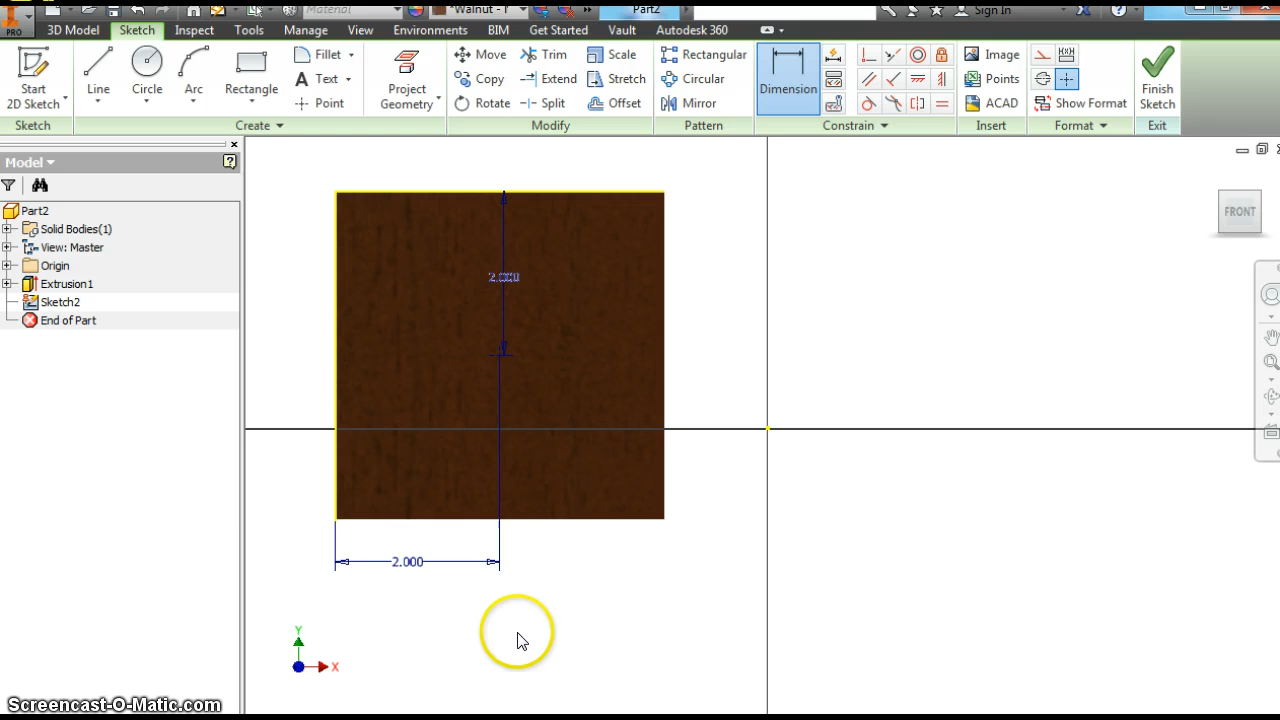 PRO
Material
*Walnut - I
Part2
Sign In
3D Model Sketch Inspect Tools Manage View Environments BIM Get Started Vault Autodesk 360
Start 2D Sketch
Line
Circle
Arc
Rectangle
Fillet
Text
Point
Project Geometry
Move
Copy
Rotate
Trim
Extend
Split
Scale
Stretch
Offset
Rectangular
Circular
Mirror
Dimension
Image
Points
ACAD
Show Format
Finish Sketch
Sketch Create Modify Pattern Constrain Insert Format Exit
Model
Part2
Solid Bodies(1)
View: Master
Origin
Extrusion1
Sketch2
End of Part
FRONT
2.000
2.000
Y
X
Screencast-O-Matic.com